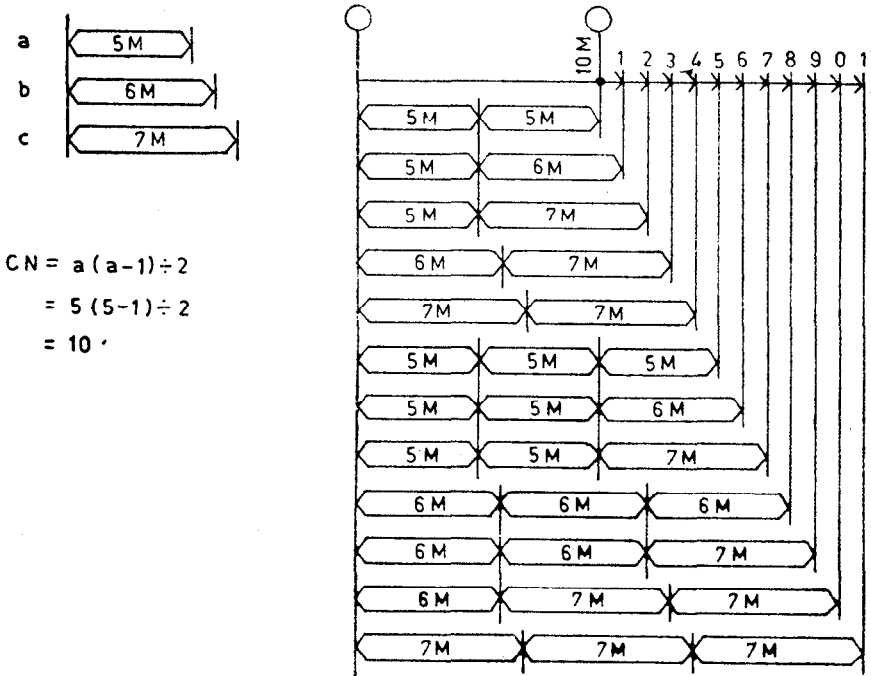 a 5M
b 6M
c 7M
CN = a (a-1) ÷ 2
= 5 (5-1) ÷ 2
= 10
10 M 1 2 3 4 5 6 7 8 9 0 1
5M 5M
5M 6M
5M 7M
6M 7M
7M 7M
5M 5M 5M
5M 5M 6M
5M 5M 7M
6M 6M 6M
6M 6M 7M
6M 7M 7M
7M 7M 7M